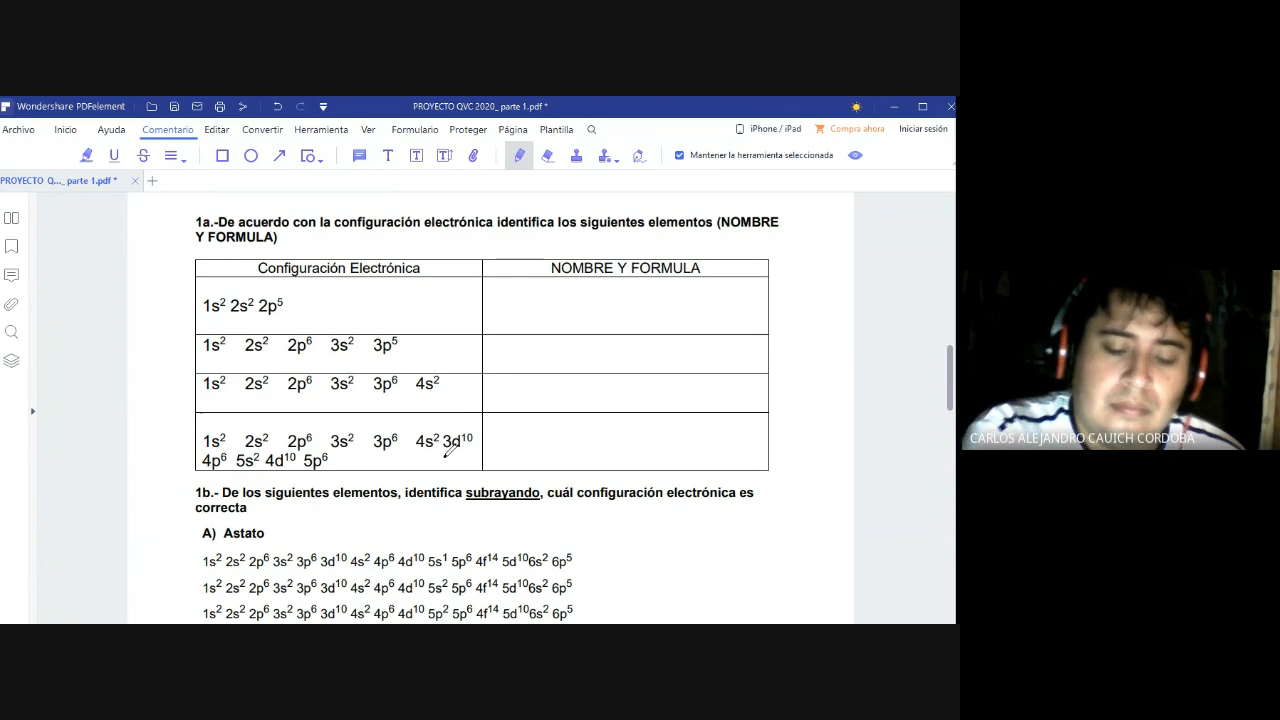 Wondershare PDFelement
PROYECTO QVC 2020_ parte 1.pdf *
Archivo Inicio Ayuda Comentario Editar Convertir Herramienta Ver Formulario Proteger Página Plantilla
iPhone / iPad Compra ahora Iniciar sesión
Mantener la herramienta seleccionada
PROYECTO Q..._ parte 1.pdf *
1a.-De acuerdo con la configuración electrónica identifica los siguientes elementos (NOMBRE
Y FORMULA)
Configuración Electrónica NOMBRE Y FORMULA
1s² 2s² 2p⁵
1s² 2s² 2p⁶ 3s² 3p⁵
1s² 2s² 2p⁶ 3s² 3p⁶ 4s²
1s² 2s² 2p⁶ 3s² 3p⁶ 4s² 3d¹⁰
4p⁶ 5s² 4d¹⁰ 5p⁶
1b.- De los siguientes elementos, identifica subrayando, cuál configuración electrónica es
correcta
A) Astato
1s² 2s² 2p⁶ 3s² 3p⁶ 3d¹⁰ 4s² 4p⁶ 4d¹⁰ 5s¹ 5p⁶ 4f¹⁴ 5d¹⁰6s² 6p⁵
1s² 2s² 2p⁶ 3s² 3p⁶ 3d¹⁰ 4s² 4p⁶ 4d¹⁰ 5s² 5p⁶ 4f¹⁴ 5d¹⁰6s² 6p⁵
1s² 2s² 2p⁶ 3s² 3p⁶ 3d¹⁰ 4s² 4p⁶ 4d¹⁰ 5p² 5p⁶ 4f¹⁴ 5d¹⁰6s² 6p⁵
CARLOS ALEJANDRO CAUICH CORDOBA